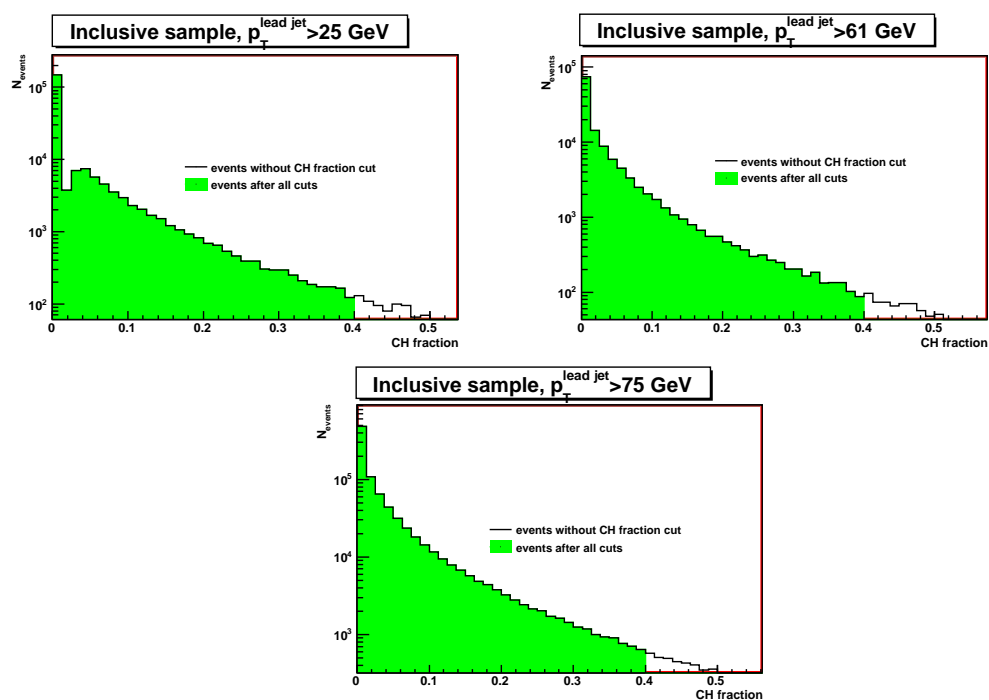 Inclusive sample, p_T^lead jet>25 GeV
N_events
10^5
10^4
10^3
10^2
events without CH fraction cut
events after all cuts
0 0.1 0.2 0.3 0.4 0.5
CH fraction
Inclusive sample, p_T^lead jet>61 GeV
N_events
10^5
10^4
10^3
10^2
events without CH fraction cut
events after all cuts
0 0.1 0.2 0.3 0.4 0.5
CH fraction
Inclusive sample, p_T^lead jet>75 GeV
N_events
10^5
10^4
10^3
events without CH fraction cut
events after all cuts
0 0.1 0.2 0.3 0.4 0.5
CH fraction